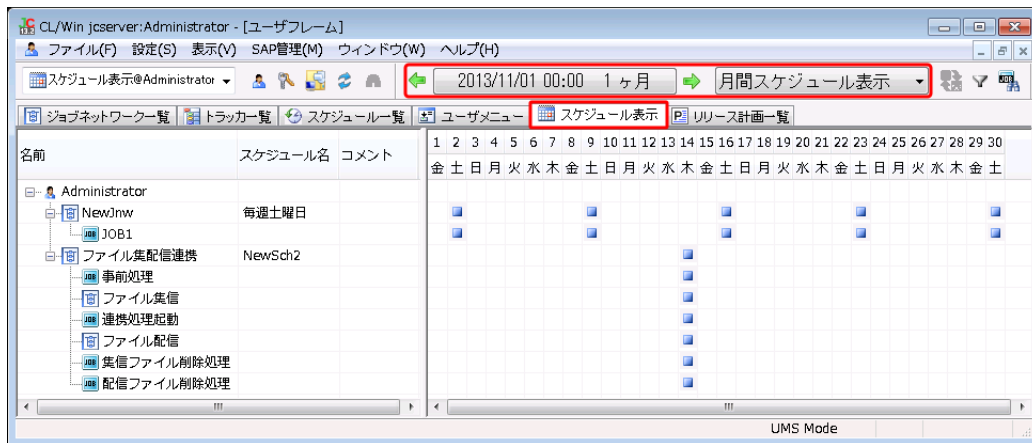 CL/Win jcserver:Administrator - [ユーザフレーム]
ファイル(F) 設定(S) 表示(V) SAP管理(M) ウィンドウ(W) ヘルプ(H)
スケジュール表示@Administrator 2013/11/01 00:00 1 ヶ月 月間スケジュール表示
ジョブネットワーク一覧 トラッカ一覧 スケジュール一覧 ユーザメニュー スケジュール表示 リリース計画一覧
名前 スケジュール名 コメント
1 2 3 4 5 6 7 8 9 10 11 12 13 14 15 16 17 18 19 20 21 22 23 24 25 26 27 28 29 30
金 土 日 月 火 水 木 金 土 日 月 火 水 木 金 土 日 月 火 水 木 金 土 日 月 火 水 木 金 土
Administrator
NewJnw 毎週土曜日
JOB JOB1
ファイル集配信連携 NewSch2
JOB 事前処理
ファイル集信
JOB 連携処理起動
ファイル配信
JOB 集信ファイル削除処理
JOB 配信ファイル削除処理
UMS Mode